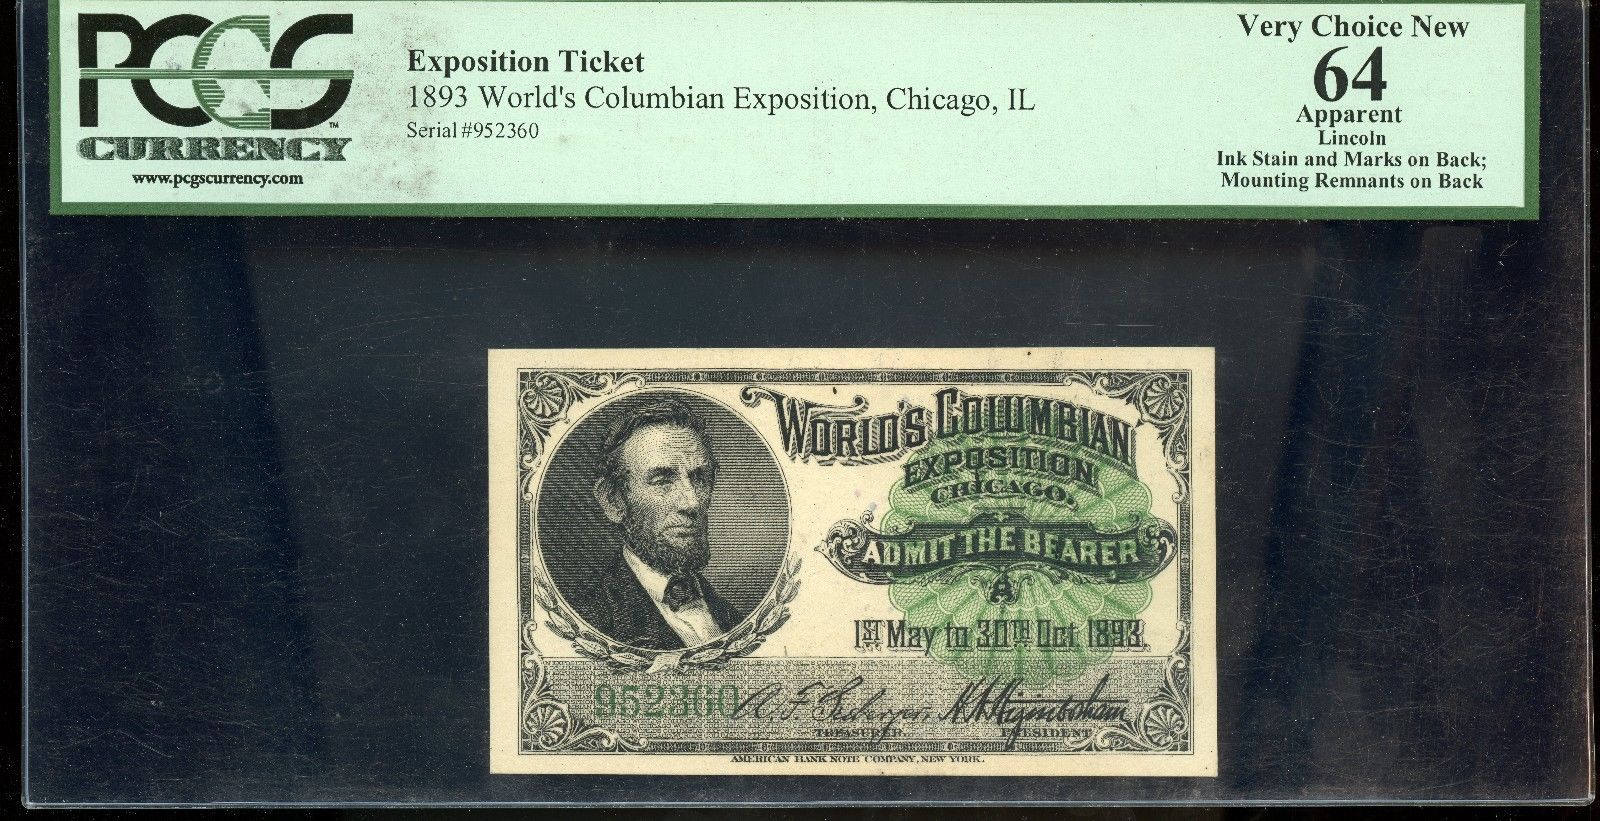 PCGS™
CURRENCY
www.pcgscurrency.com
Exposition Ticket
1893 World's Columbian Exposition, Chicago, IL
Serial #952360
Very Choice New
64
Apparent
Lincoln
Ink Stain and Marks on Back;
Mounting Remnants on Back
WORLD'S COLUMBIAN
EXPOSITION
CHICAGO.
ADMIT THE BEARER
A
1ST May to 30TH Oct 1893.
952360
TREASURER.
PRESIDENT
AMERICAN BANK NOTE COMPANY, NEW YORK.